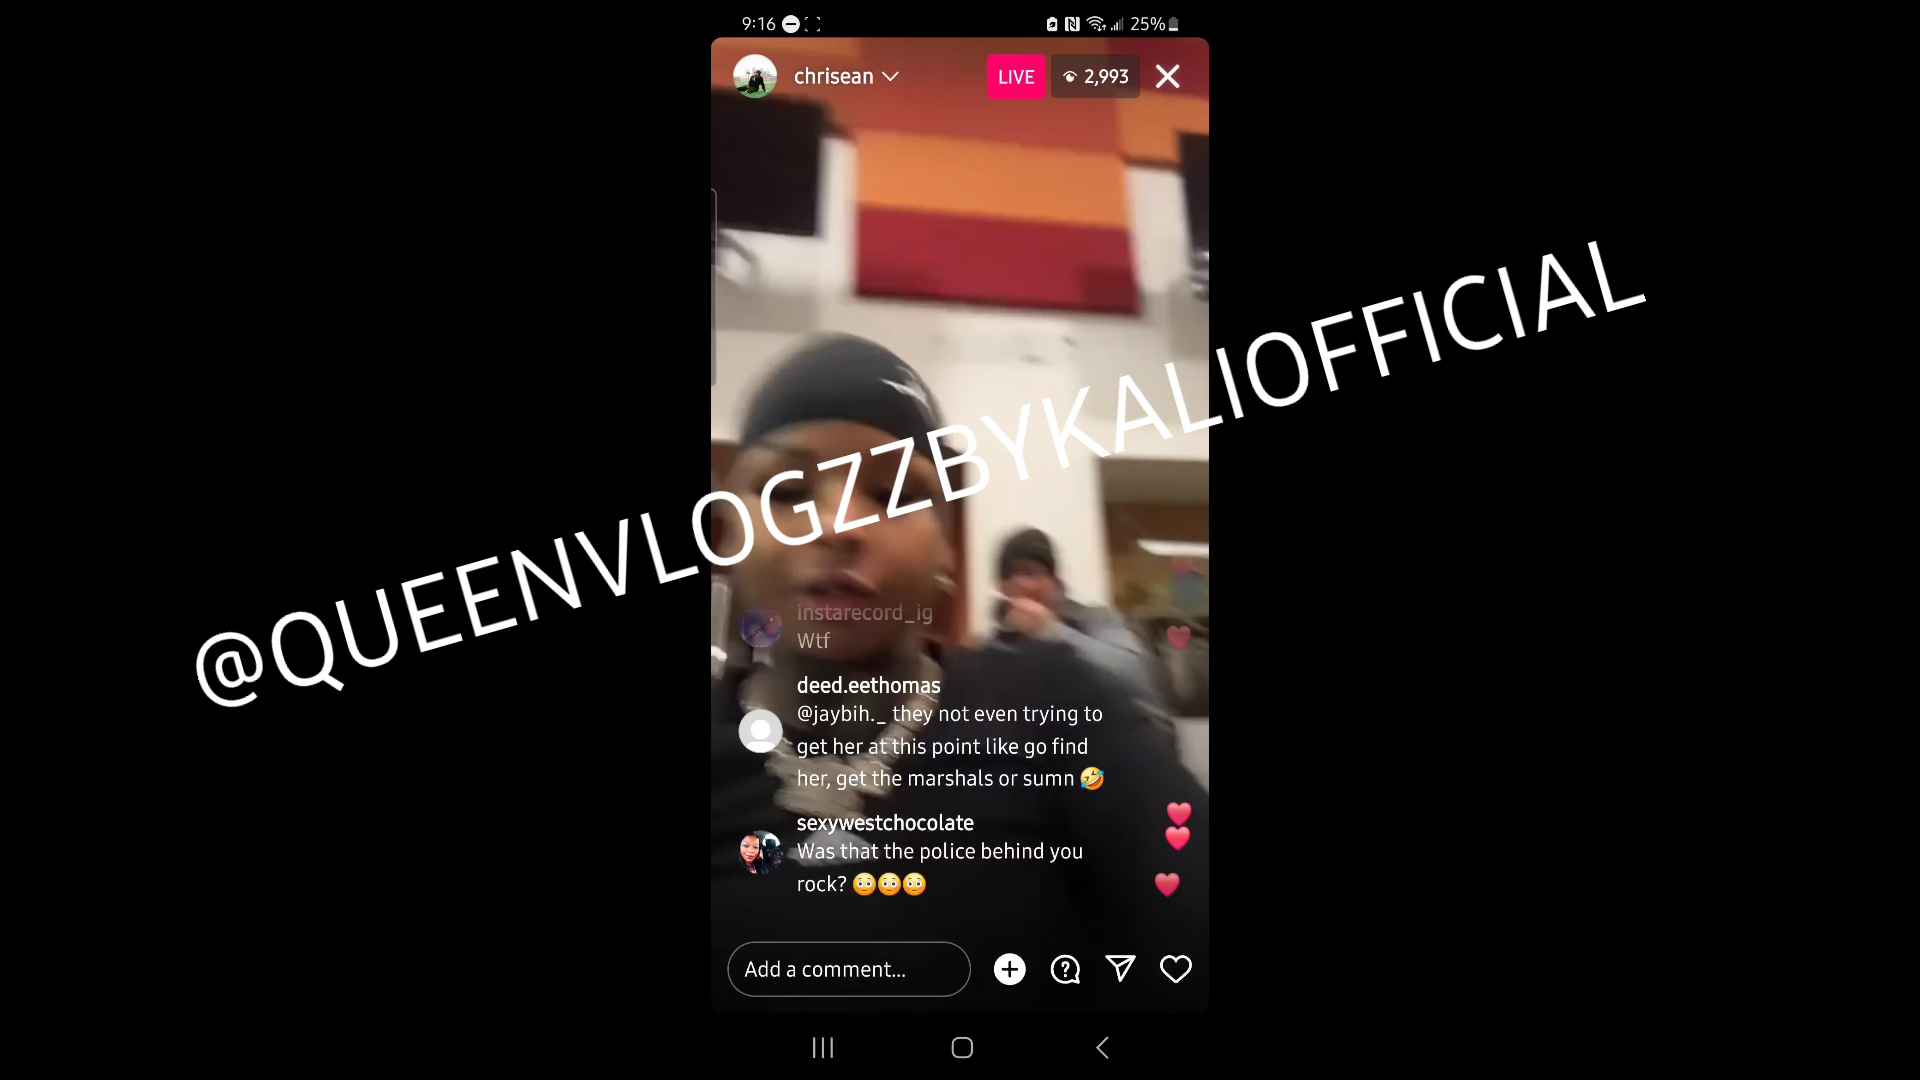 9:16
25%
chrisean
LIVE
2,993
@QUEENVLOGZZBYKALIOFFICIAL
instarecord_ig
Wtf
deed.eethomas
@jaybih._ they not even trying to
get her at this point like go find
her, get the marshals or sumn 🤣
sexywestchocolate
Was that the police behind you
rock? 😳😳😳
Add a comment...